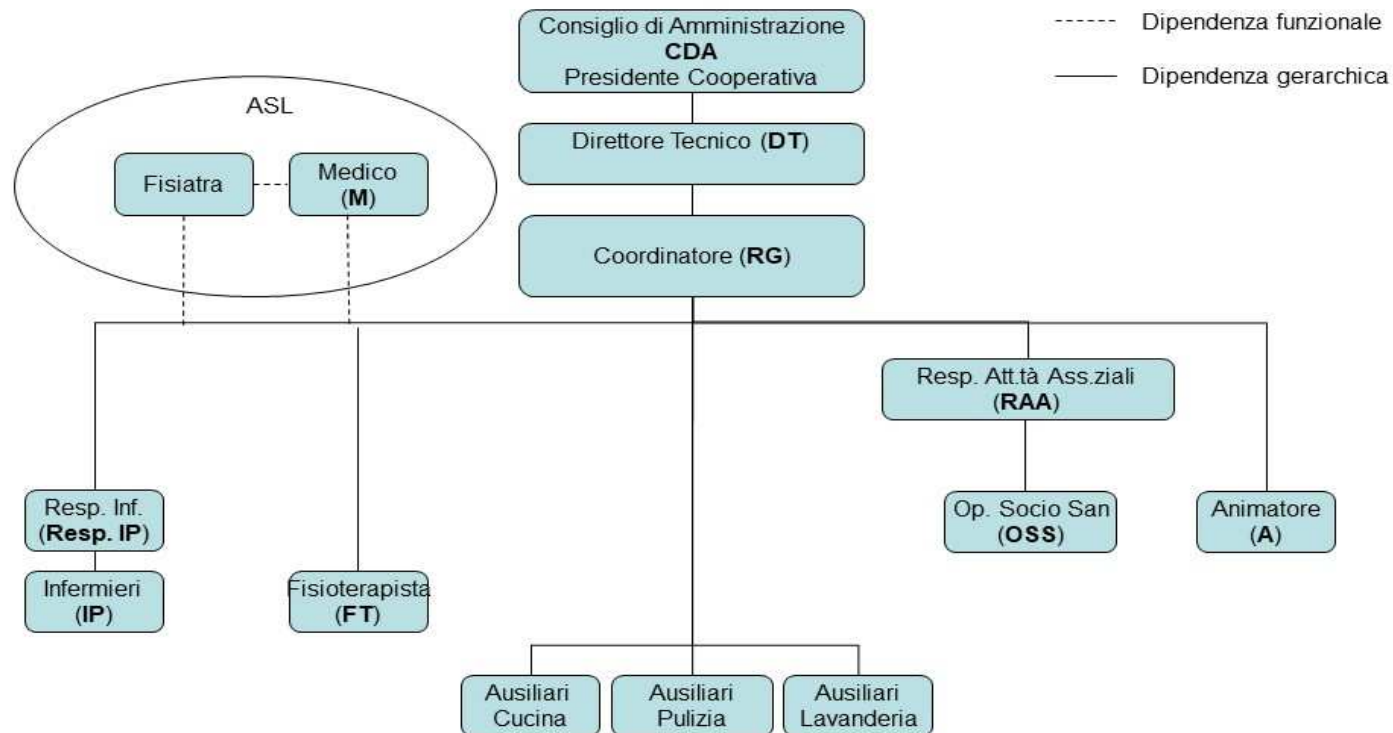 Consiglio di Amministrazione
CDA
Presidente Cooperativa
Dipendenza funzionale
Dipendenza gerarchica
ASL
Direttore Tecnico (DT)
Fisiatra
Medico
(M)
Coordinatore (RG)
Resp. Att.tà Ass.ziali
(RAA)
Resp. Inf.
(Resp. IP)
Op. Socio San
(OSS)
Animatore
(A)
Infermieri
(IP)
Fisioterapista
(FT)
Ausiliari
Cucina
Ausiliari
Pulizia
Ausiliari
Lavanderia